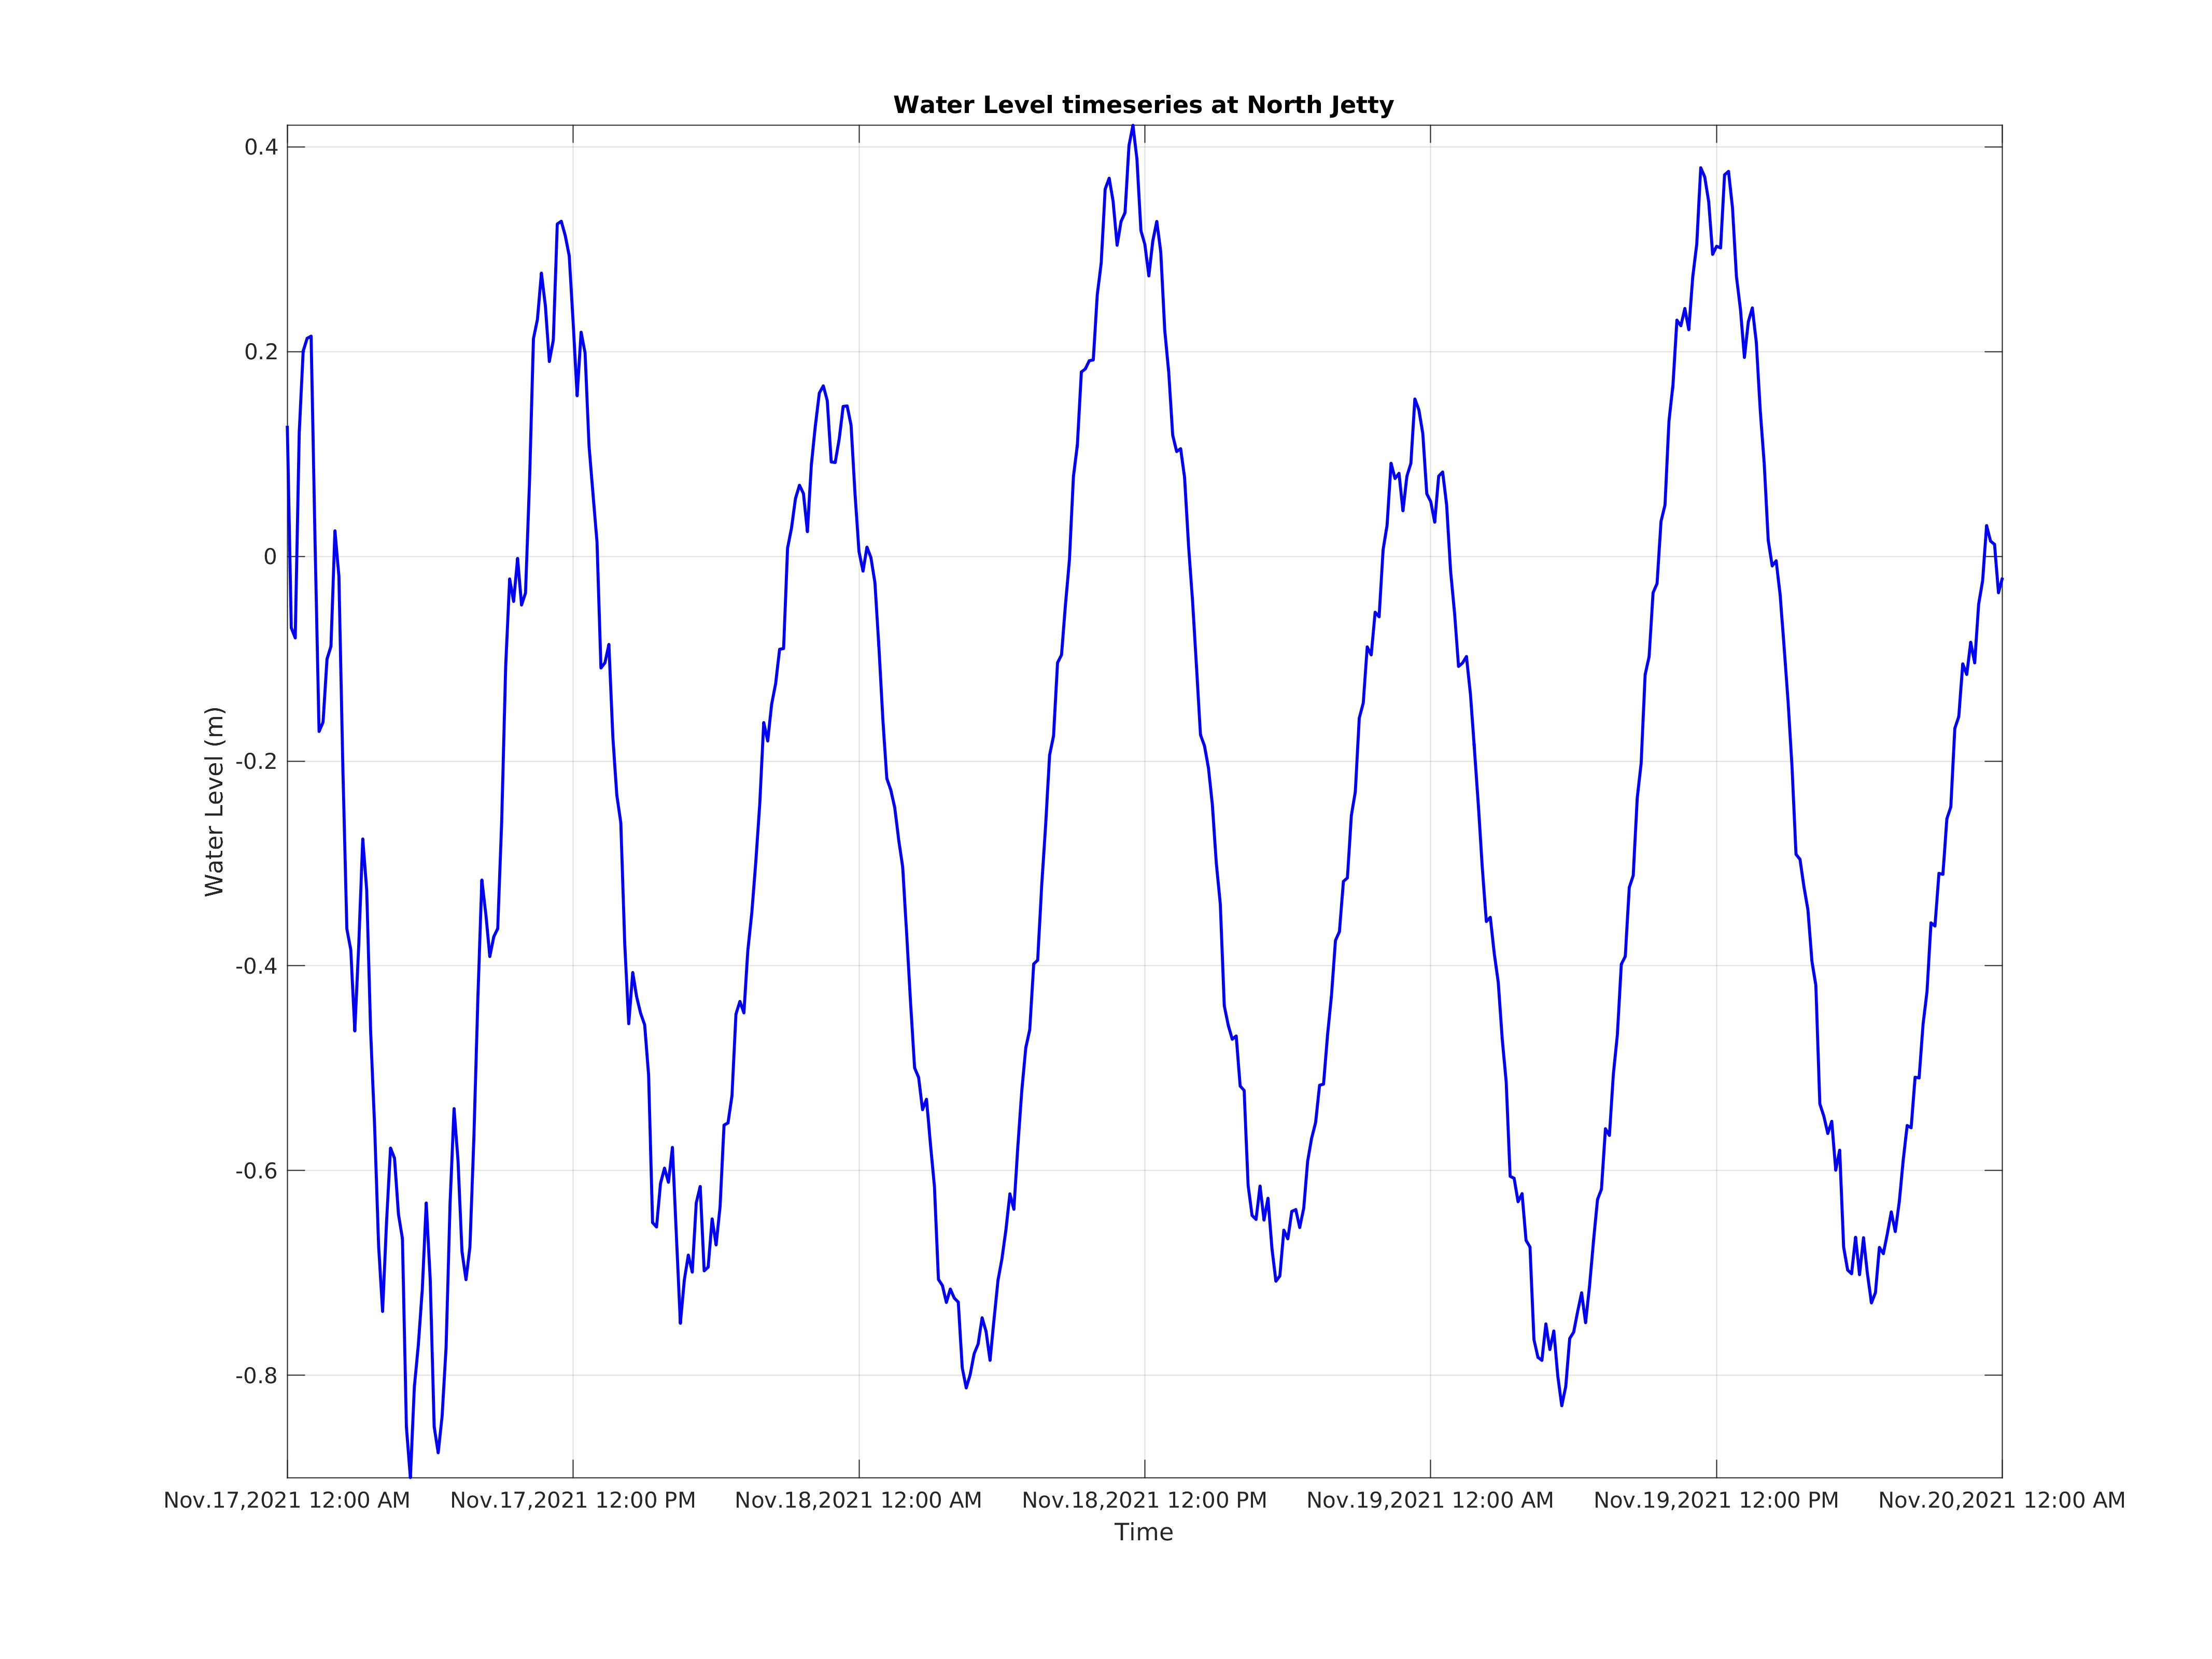 Water Level timeseries at North Jetty
0.4
0.2
0
-0.2
-0.4
-0.6
-0.8
Water Level (m)
Nov.17,2021 12:00 AM
Nov.17,2021 12:00 PM
Nov.18,2021 12:00 AM
Nov.18,2021 12:00 PM
Nov.19,2021 12:00 AM
Nov.19,2021 12:00 PM
Nov.20,2021 12:00 AM
Time